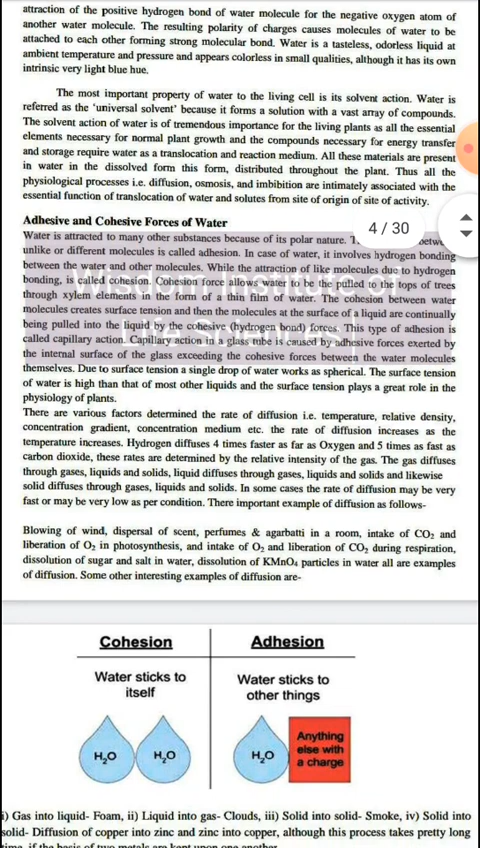 attraction of the positive hydrogen bond of water molecule for the negative oxygen atom of
another water molecule. The resulting polarity of charges causes molecules of water to be
attached to each other forming strong molecular bond. Water is a tasteless, odorless liquid at
ambient temperature and pressure and appears colorless in small qualities, although it has its own
intrinsic very light blue hue.
The most important property of water to the living cell is its solvent action. Water is
referred as the 'universal solvent' because it forms a solution with a vast array of compounds.
The solvent action of water is of tremendous importance for the living plants as all the essential
elements necessary for normal plant growth and the compounds necessary for energy transfer
and storage require water as a translocation and reaction medium. All these materials are present
in water in the dissolved form this form, distributed throughout the plant. Thus all the
physiological processes i.e. diffusion, osmosis, and imbibition are intimately associated with the
essential function of translocation of water and solutes from site of origin of site of activity.
Adhesive and Cohesive Forces of Water
4 / 30
Water is attracted to many other substances because of its polar nature.
unlike or different molecules is called adhesion. In case of water, it involves hydrogen bonding
between the water and other molecules. While the attraction of like molecules due to hydrogen
bonding, is called cohesion. Cohesion force allows water to be to pulled to the tops of trees
through xylem elements in the form of a thin film of water. The cohesion between water
molecules creates surface tension and then the molecules at the surface of a liquid are continually
being pulled into the liquid by the cohesive (hydrogen bond) forces. This type of adhesion is
called capillary action. Capillary action in a glass tube is caused by adhesive forces exerted by
the internal surface of the glass exceeding the cohesive forces between the water molecules
themselves. Due to surface tension a single drop of water works as spherical. The surface tension
of water is high than that of most other liquids and the surface tension plays a great role in the
physiology of plants.
Wisdom Institute of
Life Sciences
There are various factors determined the rate of diffusion i.e. temperature, relative density,
concentration gradient, concentration medium etc. the rate of diffusion increases as the
temperature increases. Hydrogen diffuses 4 times faster as far as Oxygen and 5 times as fast as
carbon dioxide, these rates are determined by the relative intensity of the gas. The gas diffuses
through gases, liquids and solids, liquid diffuses through gases, liquids and solids and likewise
solid diffuses through gases, liquids and solids. In some cases the rate of diffusion may be very
fast or may be very low as per condition. There important example of diffusion as follows-
Blowing of wind, dispersal of scent, perfumes & agarbatti in a room, intake of CO₂ and
liberation of O₂ in photosynthesis, and intake of O₂ and liberation of CO₂ during respiration,
dissolution of sugar and salt in water, dissolution of KMnO₄ particles in water all are examples
of diffusion. Some other interesting examples of diffusion are-
Cohesion
Water sticks to
itself
H₂O
H₂O
Adhesion
Water sticks to
other things
H₂O
Anything
else with
a charge
i) Gas into liquid- Foam, ii) Liquid into gas- Clouds, iii) Solid into solid- Smoke, iv) Solid into
solid- Diffusion of copper into zinc and zinc into copper, although this process takes pretty long
time, if the basis of two metals are kept upon one another.